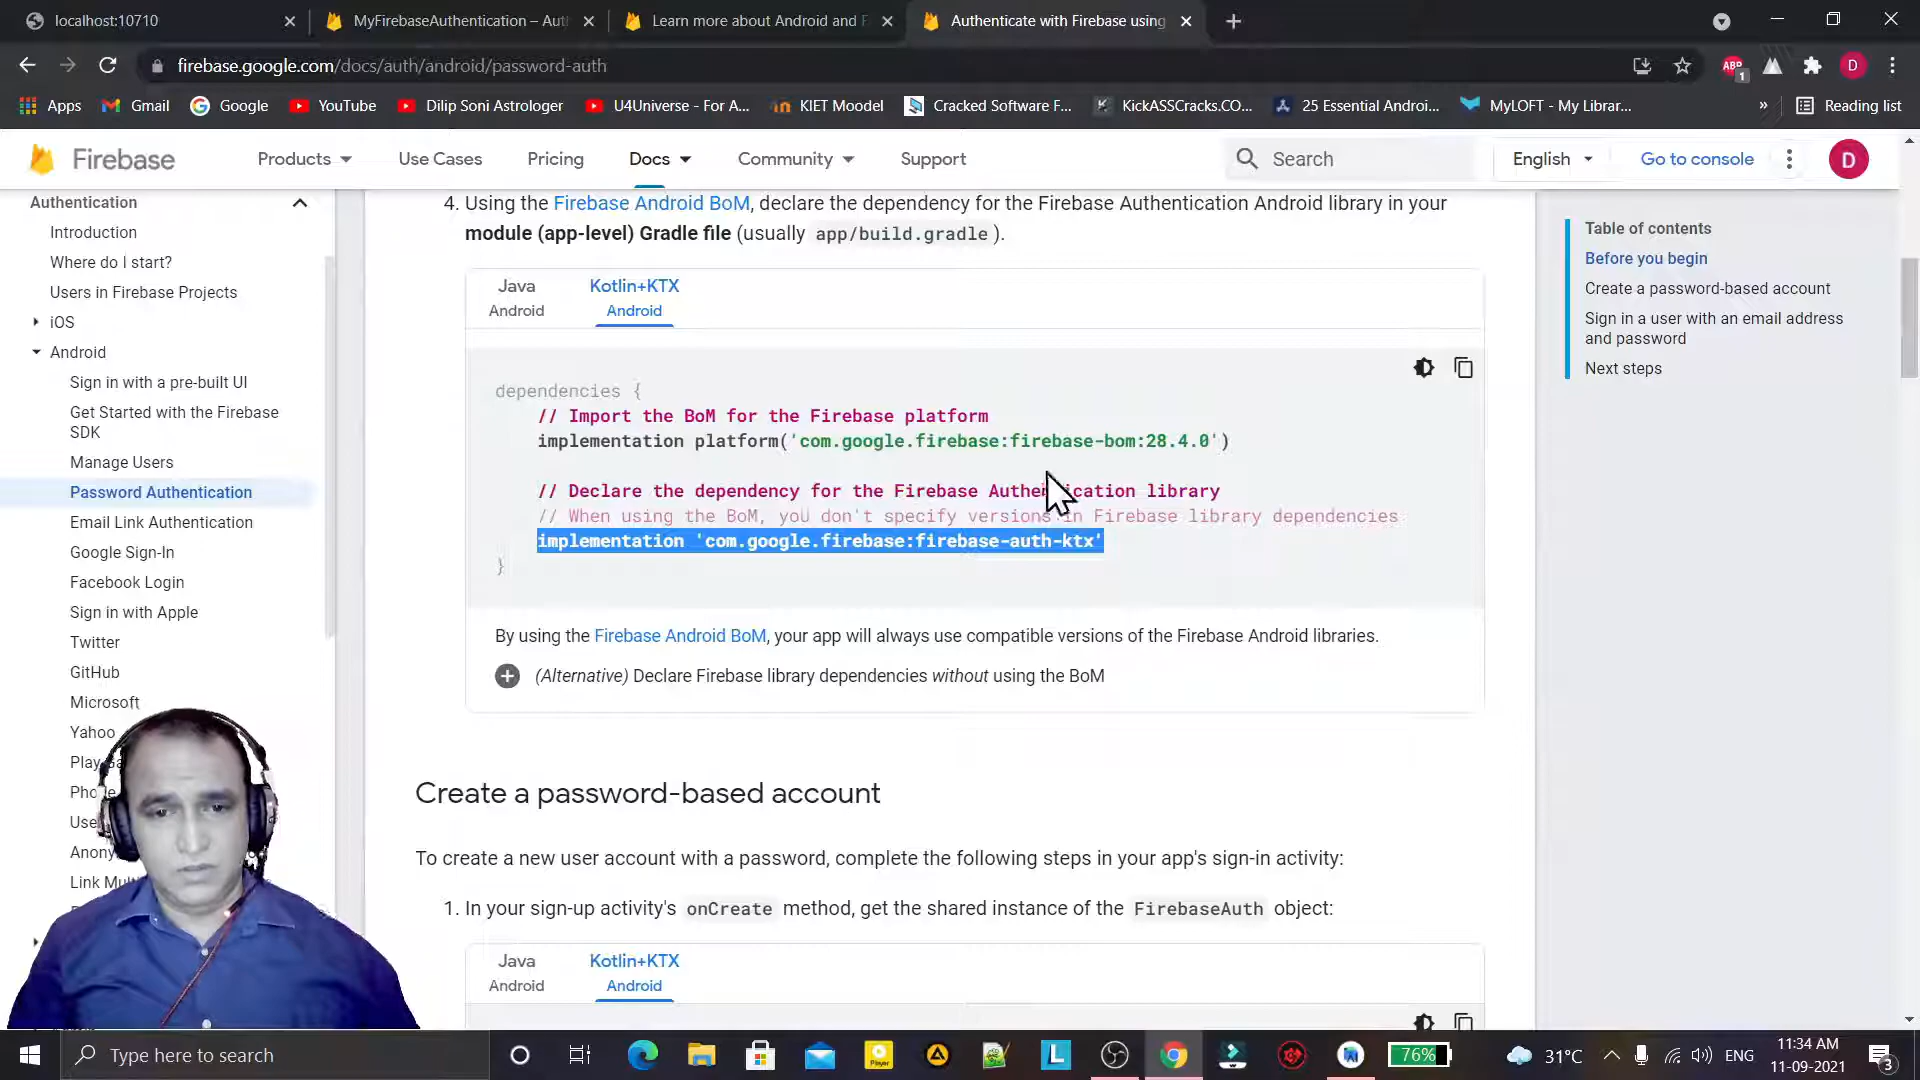 localhost:10710
MyFirebaseAuthentication – Aut
Learn more about Android and F
Authenticate with Firebase using
firebase.google.com/docs/auth/android/password-auth
ABP
1
D
Apps
Gmail
Google
YouTube
Dilip Soni Astrologer
U4Universe - For A...
KIET Moodel
Cracked Software F...
KickASSCracks.CO...
25 Essential Androi...
MyLOFT - My Librar...
»
Reading list
Firebase
Products
Use Cases
Pricing
Docs
Community
Support
Search
English
Go to console
D
Authentication
Introduction
Where do I start?
Users in Firebase Projects
iOS
Android
Sign in with a pre-built UI
Get Started with the Firebase
SDK
Manage Users
Password Authentication
Email Link Authentication
Google Sign-In
Facebook Login
Sign in with Apple
Twitter
GitHub
Microsoft
Yahoo
Play Ga
Phone
Use
Anony
Link Mult
4. Using the Firebase Android BoM, declare the dependency for the Firebase Authentication Android library in your
module (app-level) Gradle file (usually app/build.gradle).
Java
Android
Kotlin+KTX
Android
dependencies {
// Import the BoM for the Firebase platform
implementation platform('com.google.firebase:firebase-bom:28.4.0')
// Declare the dependency for the Firebase Authentication library
// When using the BoM, you don't specify versions in Firebase library dependencies
implementation 'com.google.firebase:firebase-auth-ktx'
}
By using the Firebase Android BoM, your app will always use compatible versions of the Firebase Android libraries.
(Alternative) Declare Firebase library dependencies without using the BoM
Create a password-based account
To create a new user account with a password, complete the following steps in your app's sign-in activity:
1. In your sign-up activity's onCreate method, get the shared instance of the FirebaseAuth object:
Java
Android
Kotlin+KTX
Android
Table of contents
Before you begin
Create a password-based account
Sign in a user with an email address
and password
Next steps
Type here to search
Player
L
76%
31°C
ENG
11:34 AM
11-09-2021
3